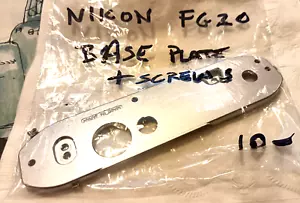 NIKON FG20
BASE PLATE
+ SCREWS
10-